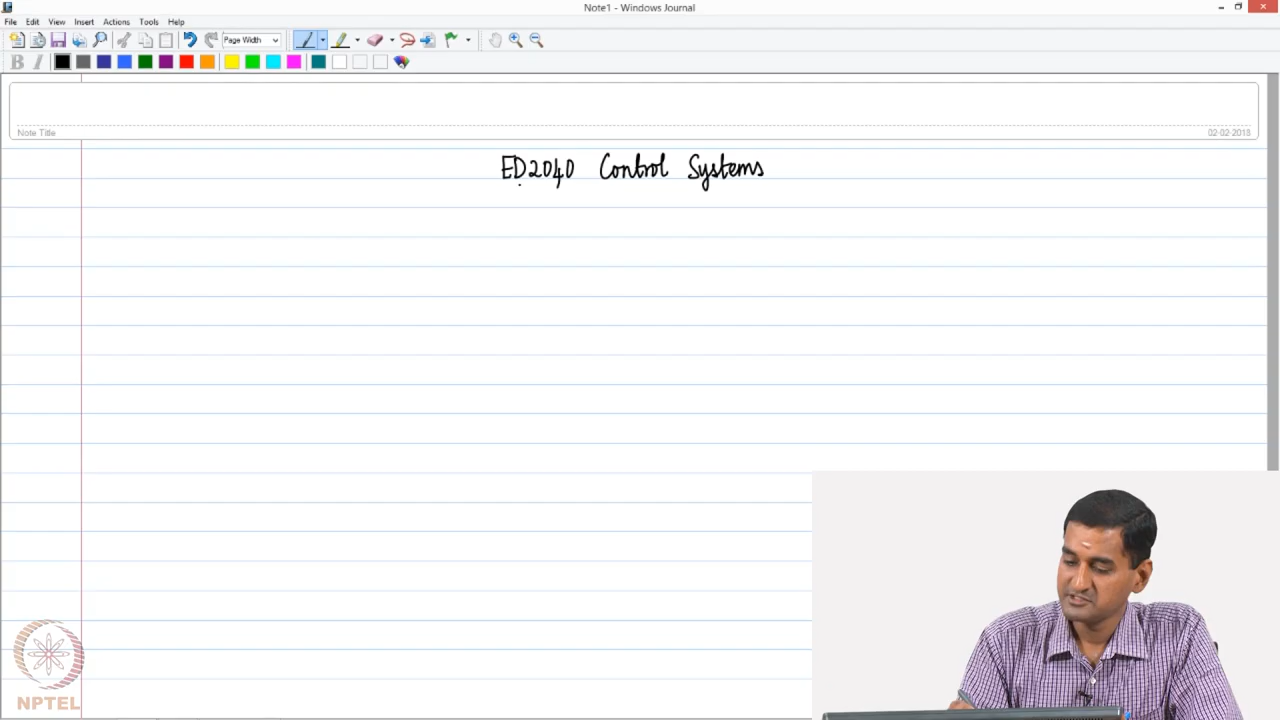 Note1 - Windows Journal
File Edit View Insert Actions Tools Help
Page Width
B I
Note Title
02-02-2018
ED2040 Control Systems
NPTEL